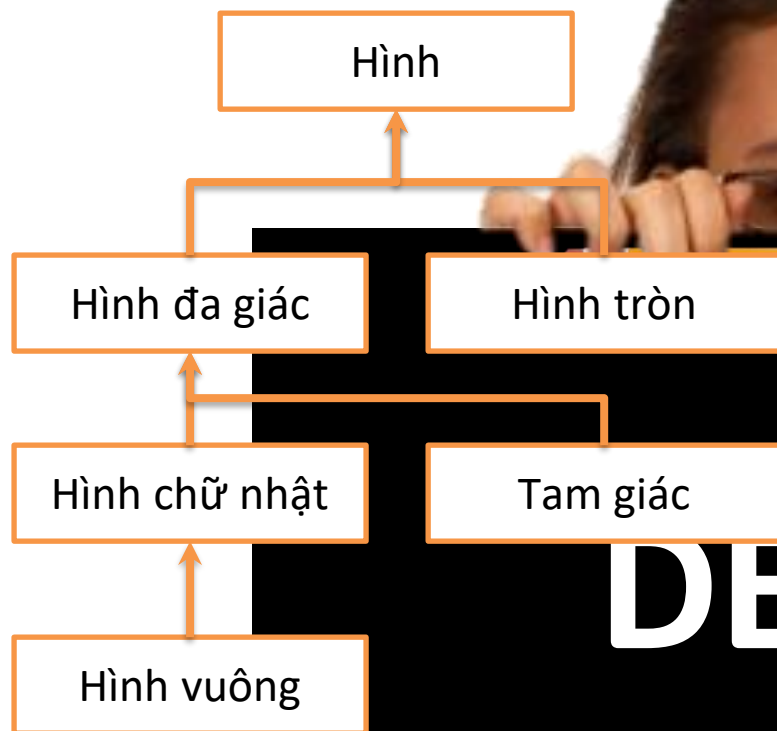 Hình
Hình đa giác
Hình tròn
Hình chữ nhật
Tam giác
Hình vuông